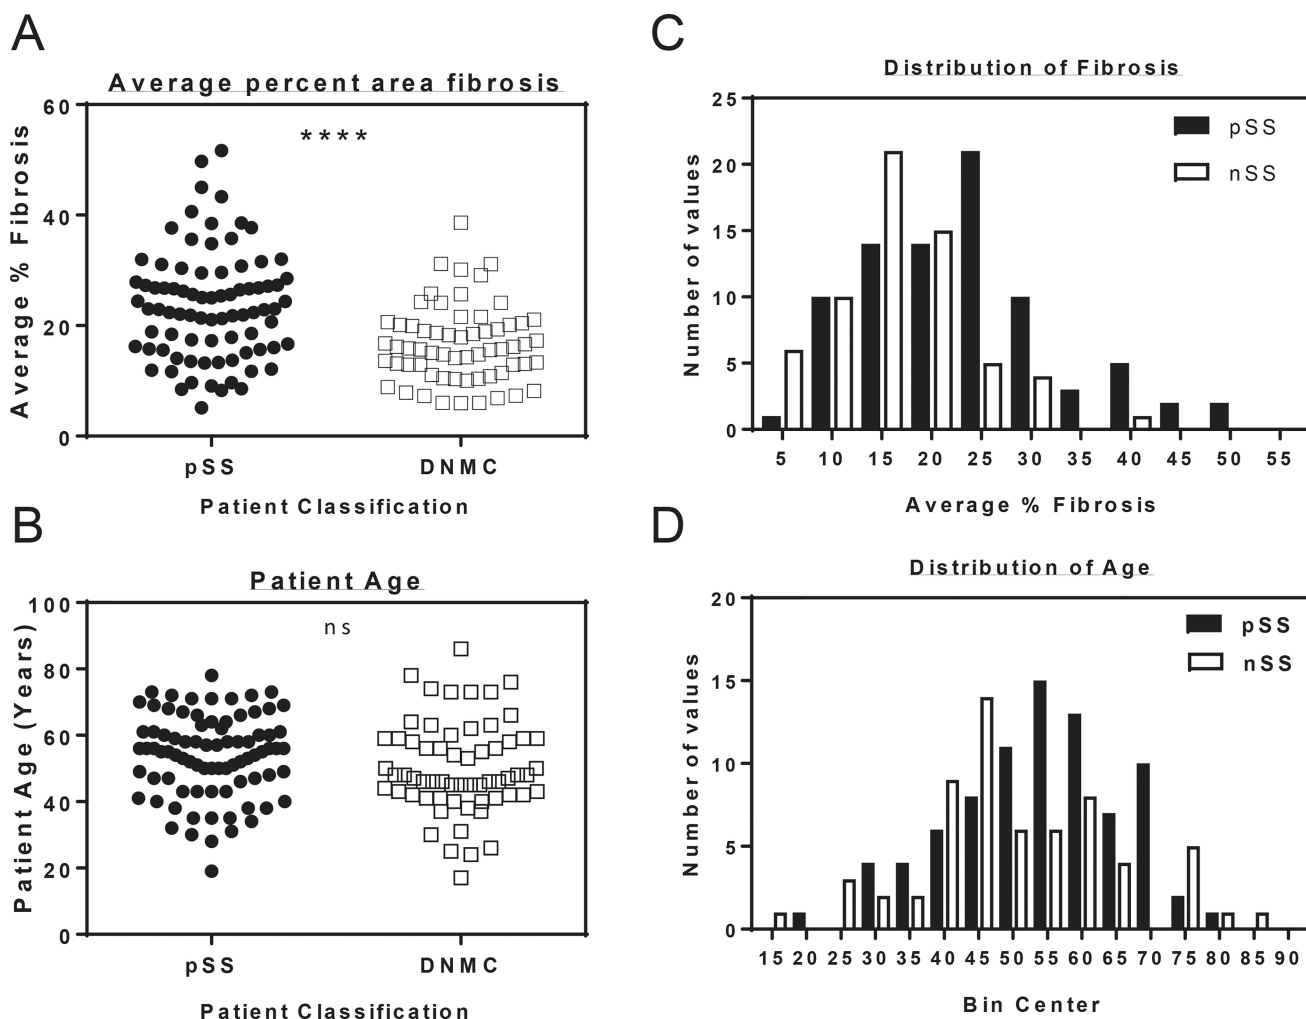 A
Average percent area fibrosis
Average % Fibrosis
60
40
20
0
****
pSS
DNMC
Patient Classification
B
Patient Age
Patient Age (Years)
100
80
60
40
20
0
ns
pSS
DNMC
Patient Classification
C
Distribution of Fibrosis
Number of values
25
20
15
10
5
0
pSS
nSS
5 10 15 20 25 30 35 40 45 50 55
Average % Fibrosis
D
Distribution of Age
Number of values
20
15
10
5
0
pSS
nSS
15 20 25 30 35 40 45 50 55 60 65 70 75 80 85 90
Bin Center